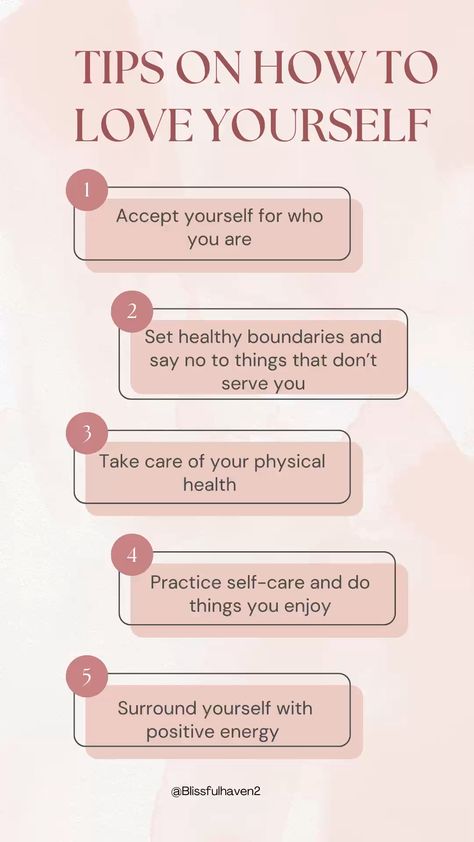 TIPS ON HOW TO
LOVE YOURSELF
1
Accept yourself for who
you are
2
Set healthy boundaries and
say no to things that don't
serve you
3
Take care of your physical
health
4
Practice self-care and do
things you enjoy
5
Surround yourself with
positive energy
@Blissfulhaven2